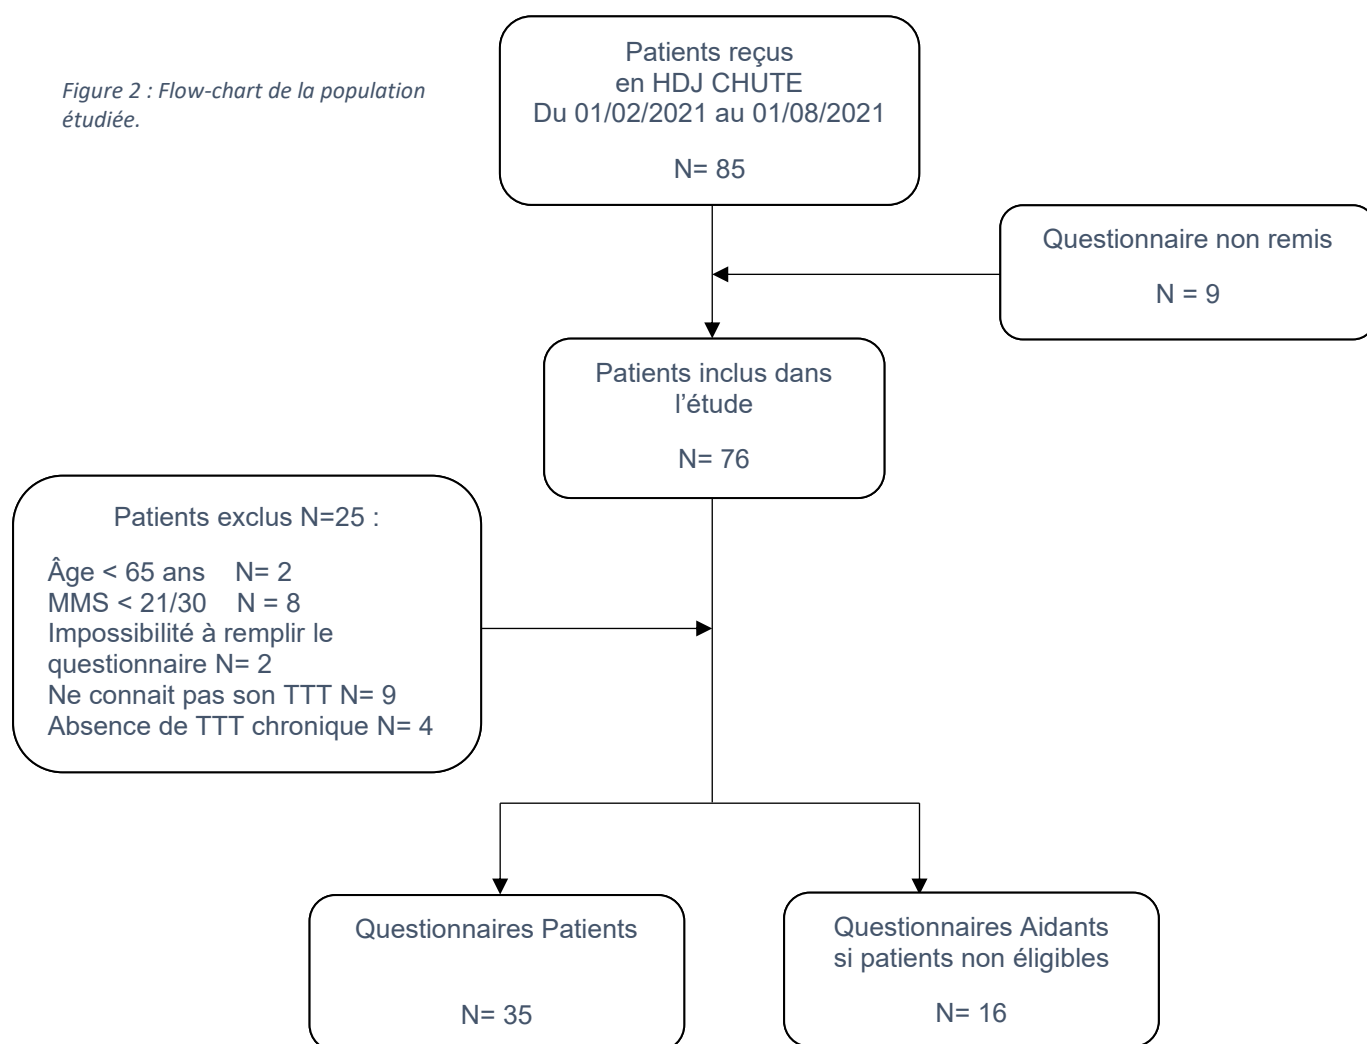 Figure 2 : Flow-chart de la population
étudiée.
Patients reçus
en HDJ CHUTE
Du 01/02/2021 au 01/08/2021
N= 85
Questionnaire non remis
N = 9
Patients inclus dans
l’étude
N= 76
Patients exclus N=25 :
Âge < 65 ans N= 2
MMS < 21/30 N = 8
Impossibilité à remplir le
questionnaire N= 2
Ne connait pas son TTT N= 9
Absence de TTT chronique N= 4
Questionnaires Patients
N= 35
Questionnaires Aidants
si patients non éligibles
N= 16